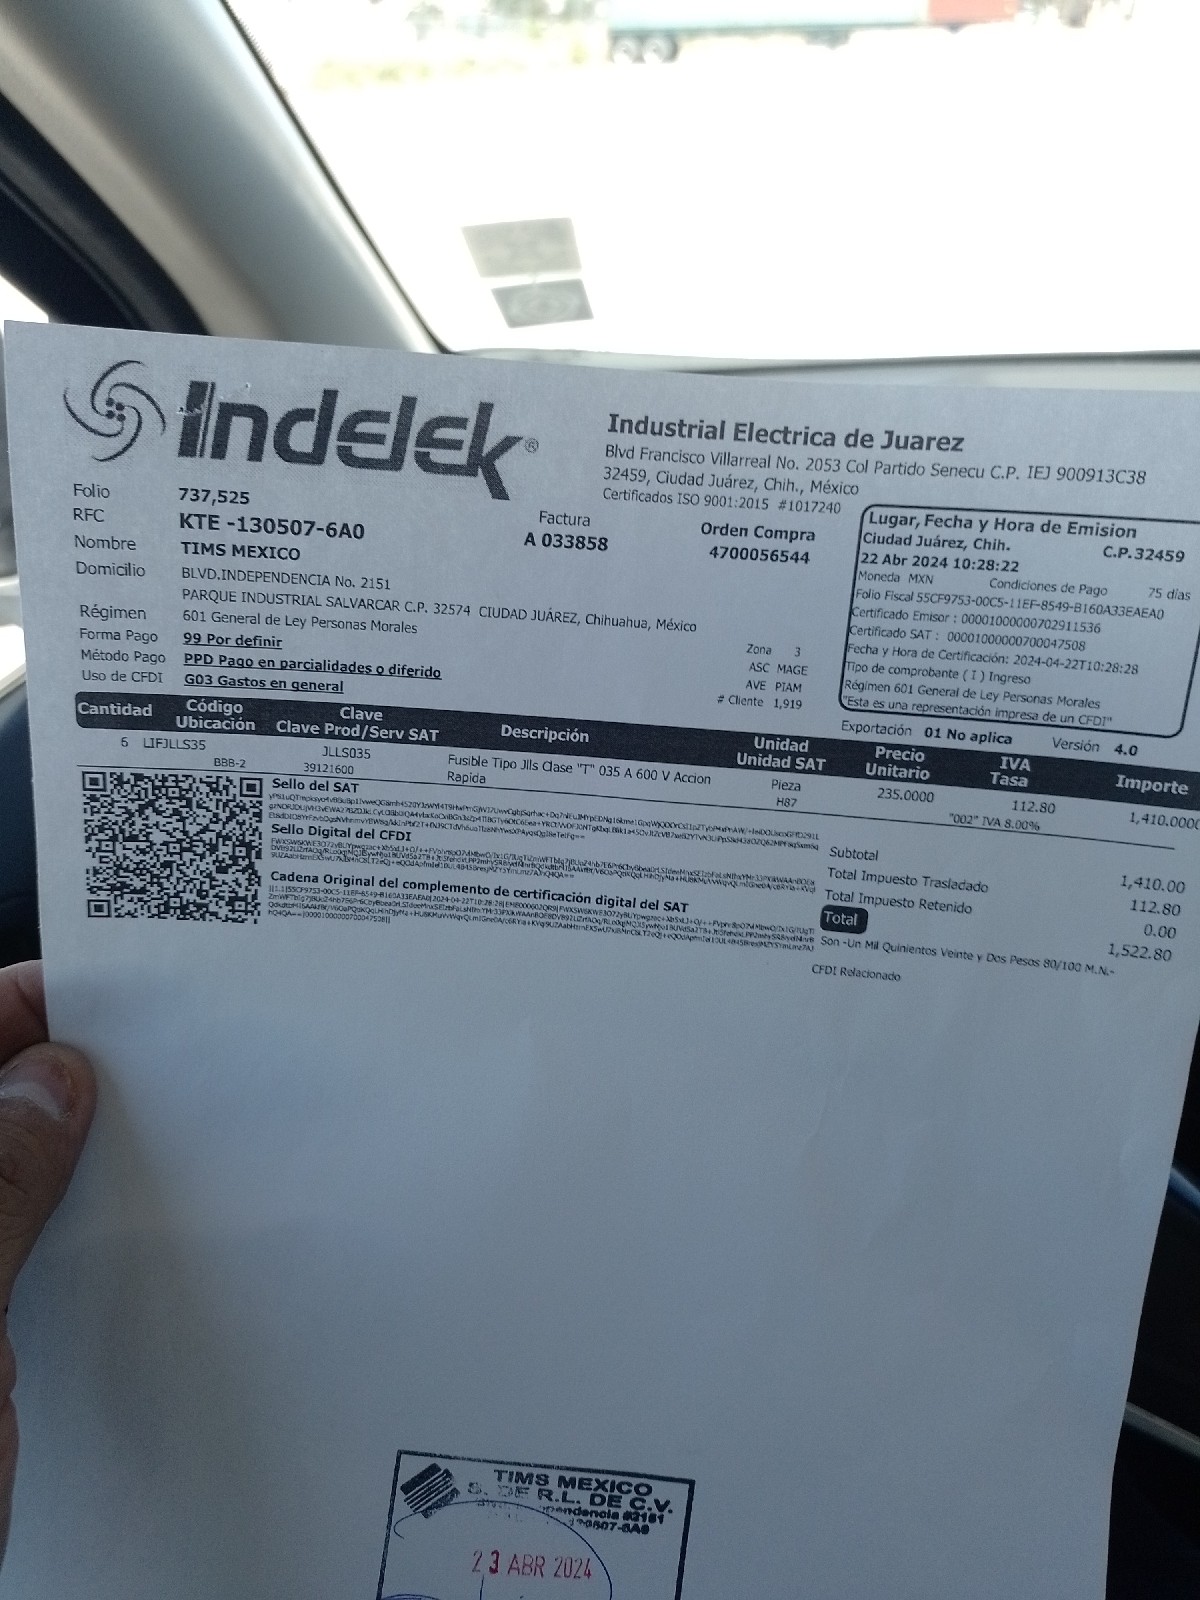 Indelek®
Industrial Electrica de Juarez
Blvd Francisco Villarreal No. 2053 Col Partido Senecu C.P. IEJ 900913C38
32459, Ciudad Juárez, Chih., México
Certificados ISO 9001:2015 #1017240
Folio 737,525
RFC KTE -130507-6A0
Nombre TIMS MEXICO
Domicilio BLVD.INDEPENDENCIA No. 2151
PARQUE INDUSTRIAL SALVARCAR C.P. 32574 CIUDAD JUÁREZ, Chihuahua, México
Régimen 601 General de Ley Personas Morales
Forma Pago 99 Por definir
Método Pago PPD Pago en parcialidades o diferido
Uso de CFDI G03 Gastos en general
Factura
A 033858
Orden Compra
4700056544
Zona 3
ASC MAGE
AVE PIAM
# Cliente 1,919
Lugar, Fecha y Hora de Emision
Ciudad Juárez, Chih. C.P.32459
22 Abr 2024 10:28:22
Moneda MXN Condiciones de Pago 75 días
Folio Fiscal 55CF9753-00C5-11EF-8549-B160A33EAEA0
Certificado Emisor : 00001000000702911536
Certificado SAT : 00001000000700047508
Fecha y Hora de Certificación: 2024-04-22T10:28:28
Tipo de comprobante ( I ) Ingreso
Régimen 601 General de Ley Personas Morales
"Esta es una representación impresa de un CFDI"
Exportación 01 No aplica Versión 4.0
Cantidad Código Ubicación Clave Clave Prod/Serv SAT Descripción Unidad Unidad SAT Precio Unitario IVA Tasa Importe
6 LIFJLLS35 JLLS035 Fusible Tipo Jlls Clase "T" 035 A 600 V Accion Pieza 235.0000 112.80 1,410.0000
BBB-2 39121600 Rapida H87 "002" IVA 8.00%
Sello del SAT
Sello Digital del CFDI
Cadena Original del complemento de certificación digital del SAT
Subtotal 1,410.00
Total Impuesto Trasladado 112.80
Total Impuesto Retenido 0.00
Total 1,522.80
Son -Un Mil Quinientos Veinte y Dos Pesos 80/100 M.N.-
CFDI Relacionado
TIMS MEXICO
S. DE R.L. DE C.V.
23 ABR 2024